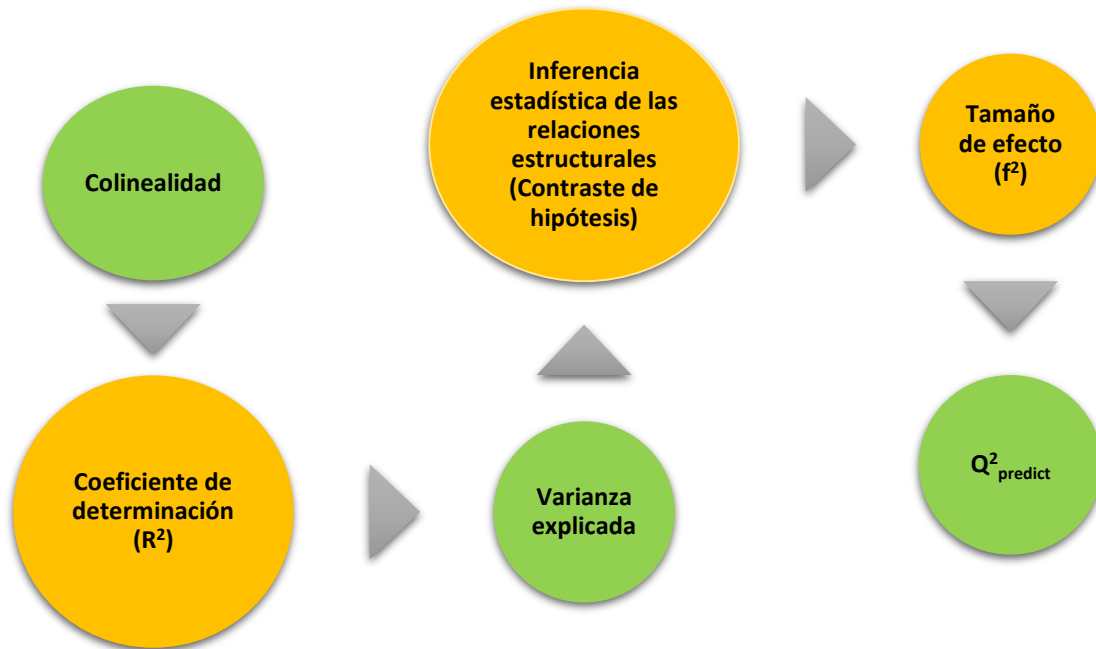 Colinealidad
Coeficiente de
determinación
(R²)
Varianza
explicada
Inferencia
estadística de las
relaciones
estructurales
(Contraste de
hipótesis)
Tamaño
de efecto
(f²)
Q²predict